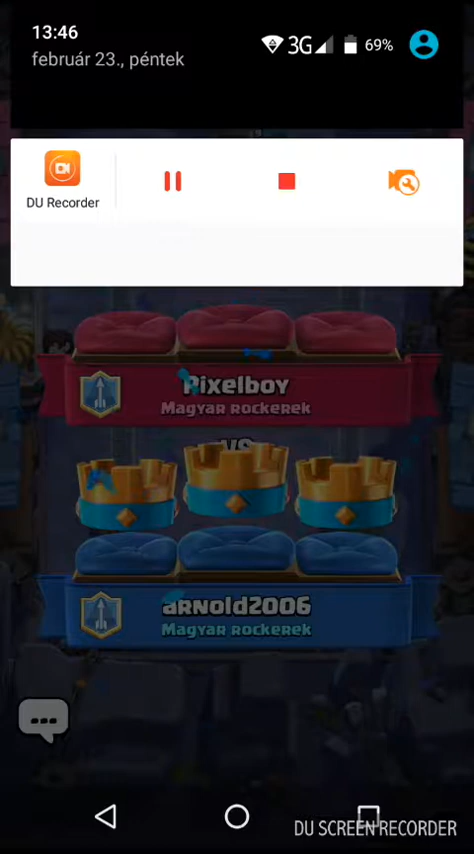 13:46
3G
69%
február 23., péntek
DU Recorder
Pixelboy
Magyar rockerek
VS
arnold2006
Magyar rockerek
DU SCREEN RECORDER